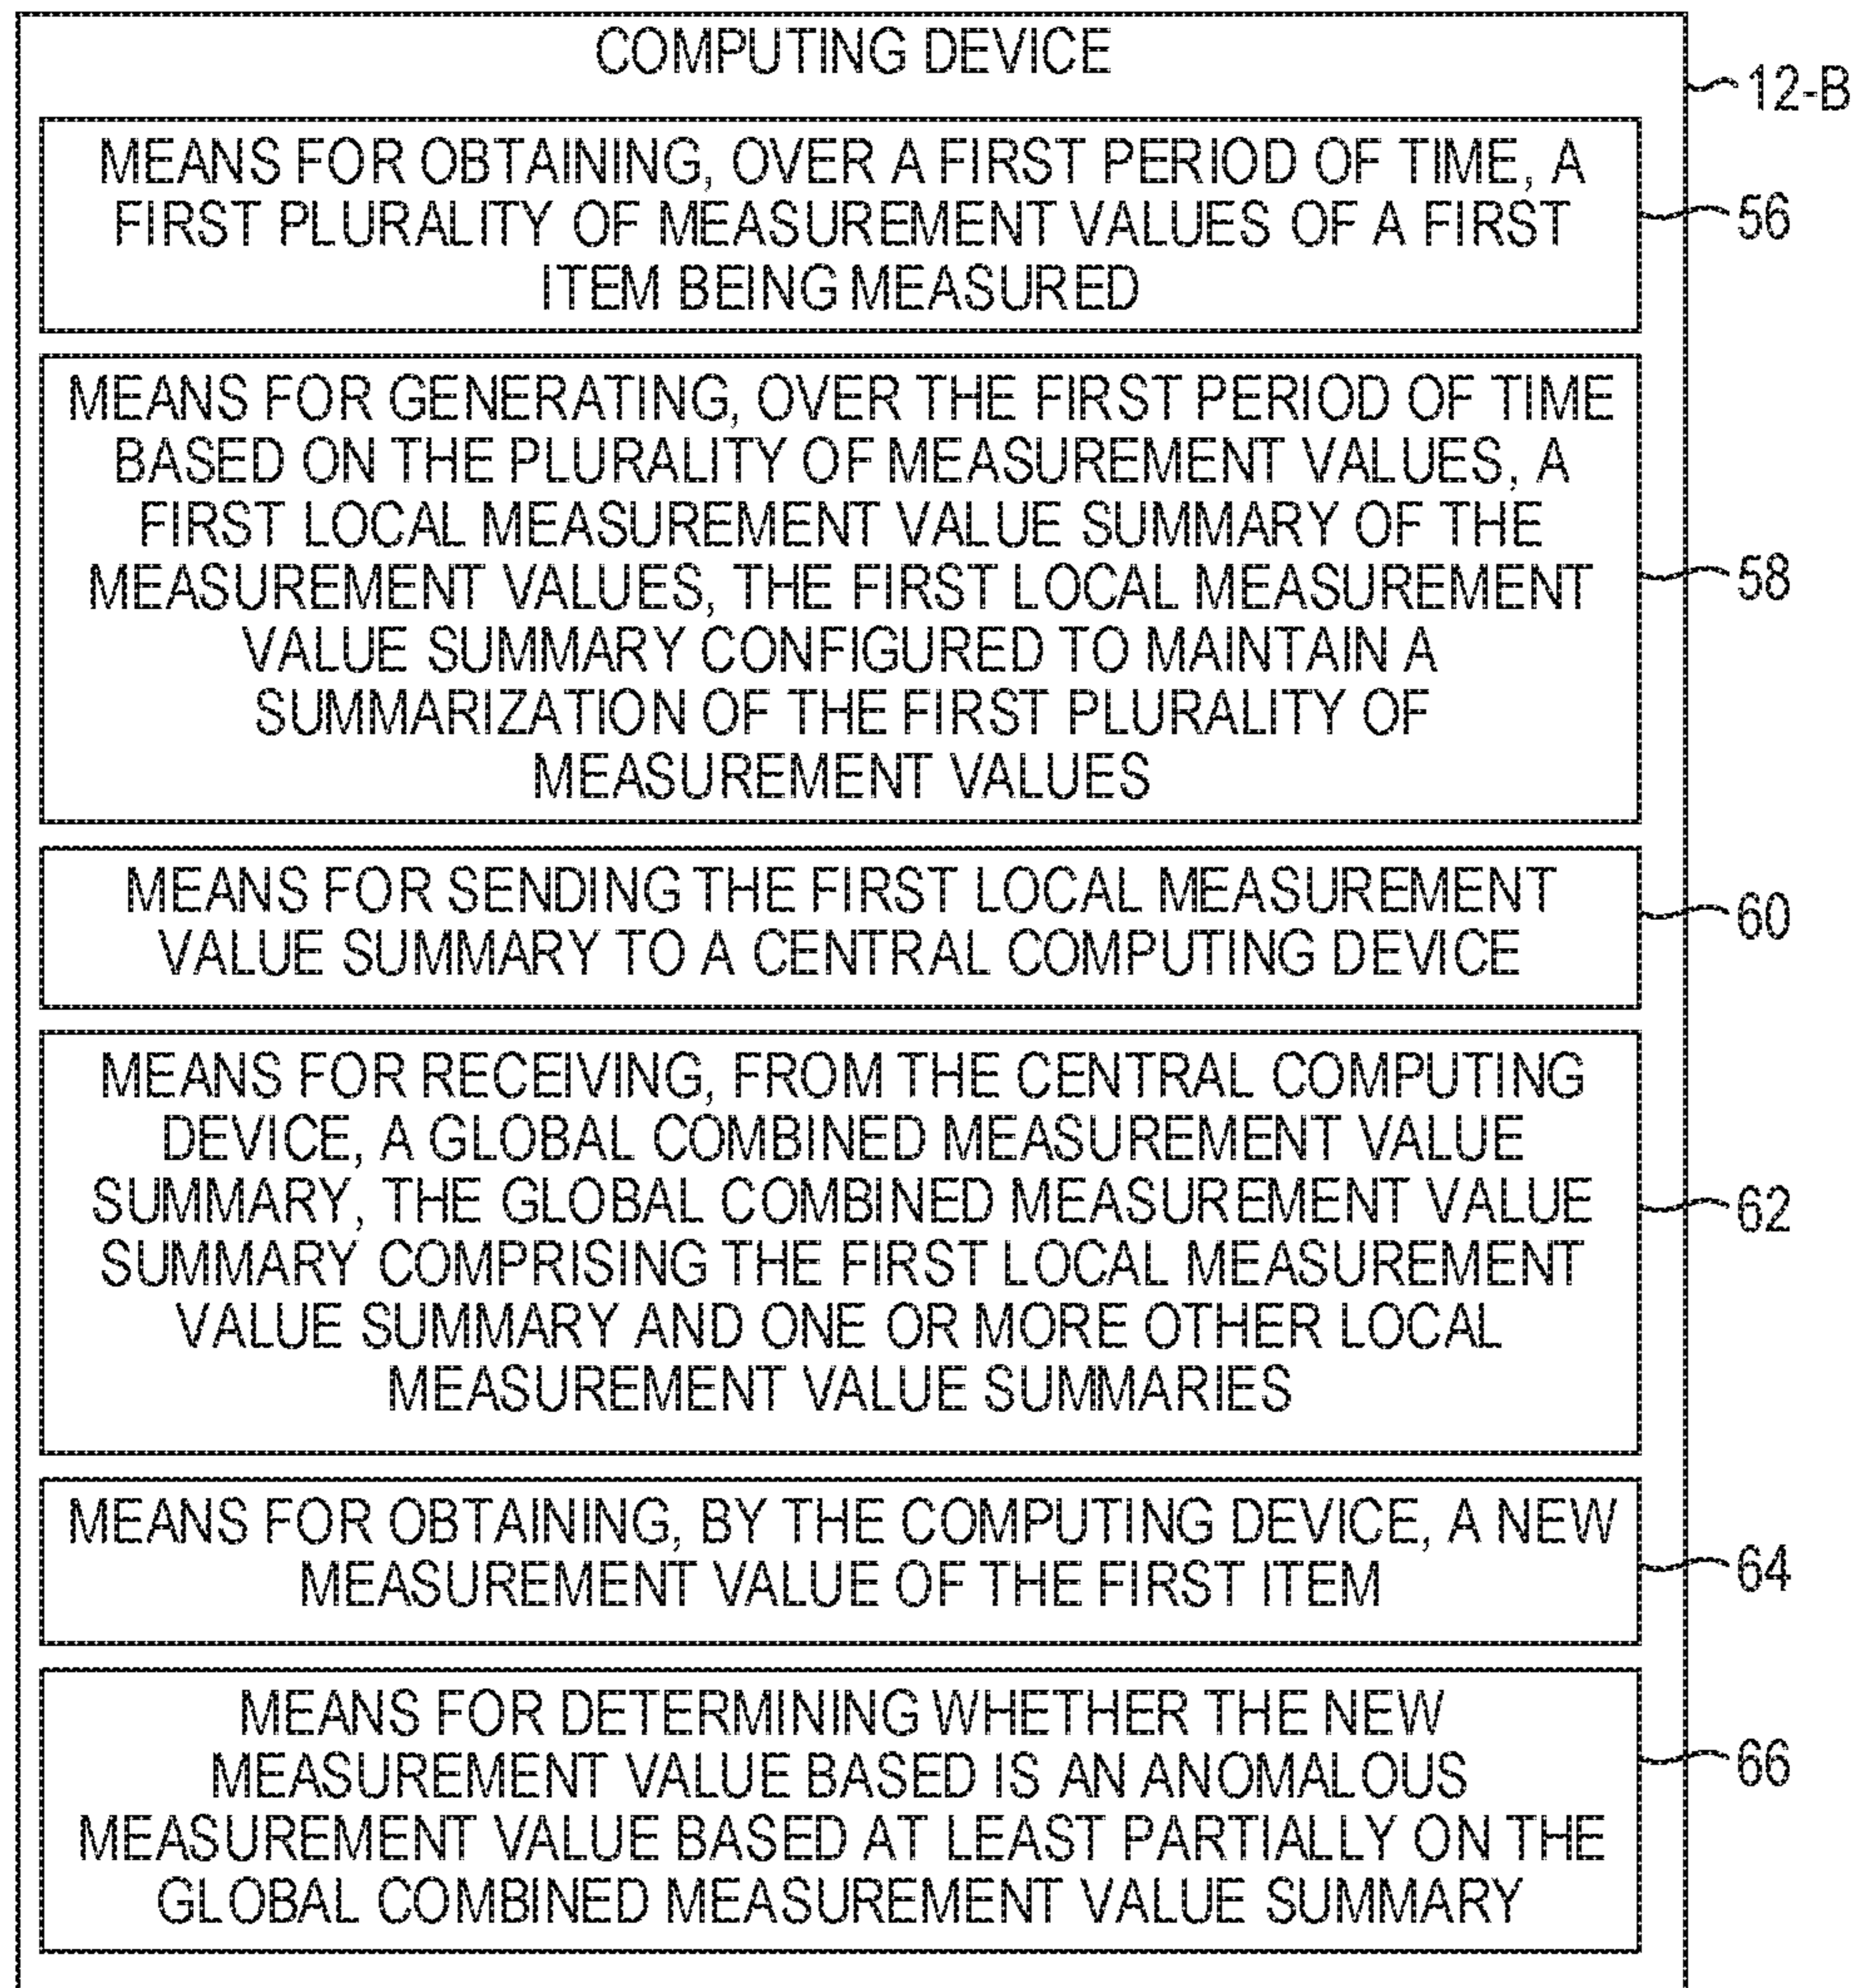 COMPUTING DEVICE
12-B
MEANS FOR OBTAINING, OVER A FIRST PERIOD OF TIME, A
FIRST PLURALITY OF MEASUREMENT VALUES OF A FIRST
ITEM BEING MEASURED
56
MEANS FOR GENERATING, OVER THE FIRST PERIOD OF TIME
BASED ON THE PLURALITY OF MEASUREMENT VALUES, A
FIRST LOCAL MEASUREMENT VALUE SUMMARY OF THE
MEASUREMENT VALUES, THE FIRST LOCAL MEASUREMENT
VALUE SUMMARY CONFIGURED TO MAINTAIN A
SUMMARIZATION OF THE FIRST PLURALITY OF
MEASUREMENT VALUES
58
MEANS FOR SENDING THE FIRST LOCAL MEASUREMENT
VALUE SUMMARY TO A CENTRAL COMPUTING DEVICE
60
MEANS FOR RECEIVING, FROM THE CENTRAL COMPUTING
DEVICE, A GLOBAL COMBINED MEASUREMENT VALUE
SUMMARY, THE GLOBAL COMBINED MEASUREMENT VALUE
SUMMARY COMPRISING THE FIRST LOCAL MEASUREMENT
VALUE SUMMARY AND ONE OR MORE OTHER LOCAL
MEASUREMENT VALUE SUMMARIES
62
MEANS FOR OBTAINING, BY THE COMPUTING DEVICE, A NEW
MEASUREMENT VALUE OF THE FIRST ITEM
64
MEANS FOR DETERMINING WHETHER THE NEW
MEASUREMENT VALUE BASED IS AN ANOMALOUS
MEASUREMENT VALUE BASED AT LEAST PARTIALLY ON THE
GLOBAL COMBINED MEASUREMENT VALUE SUMMARY
66